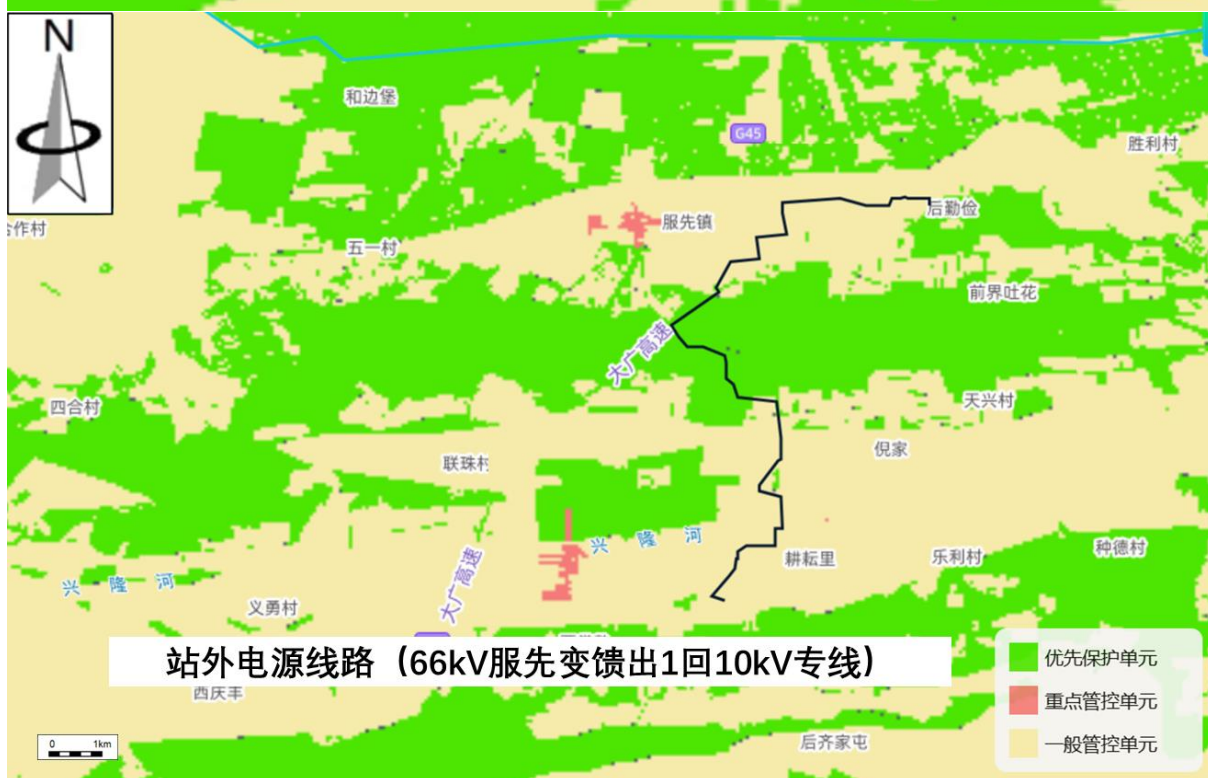 N
和边堡
G45
胜利村
后勤俭
服先镇
五一村
前界吐花
大广高速
四合村
天兴村
倪家
联珠村
兴隆河
耕耘里
乐利村
种德村
兴隆河
大广高速
义勇村
站外电源线路（66kV服先变馈出1回10kV专线）
西庆丰
优先保护单元
重点管控单元
一般管控单元
0 1km
后齐家屯